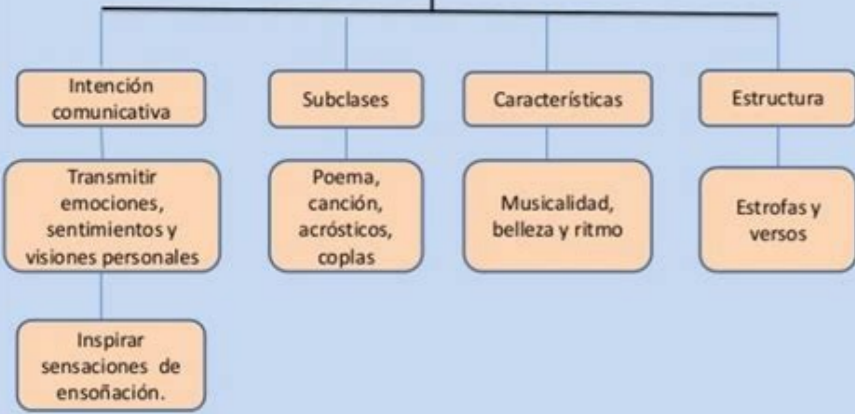 Intención
comunicativa
Subclases
Características
Estructura
Transmitir
emociones,
sentimientos y
visiones personales
Poema,
canción,
acrósticos,
coplas
Musicalidad,
belleza y ritmo
Estrofas y
versos
Inspirar
sensaciones de
ensoñación.